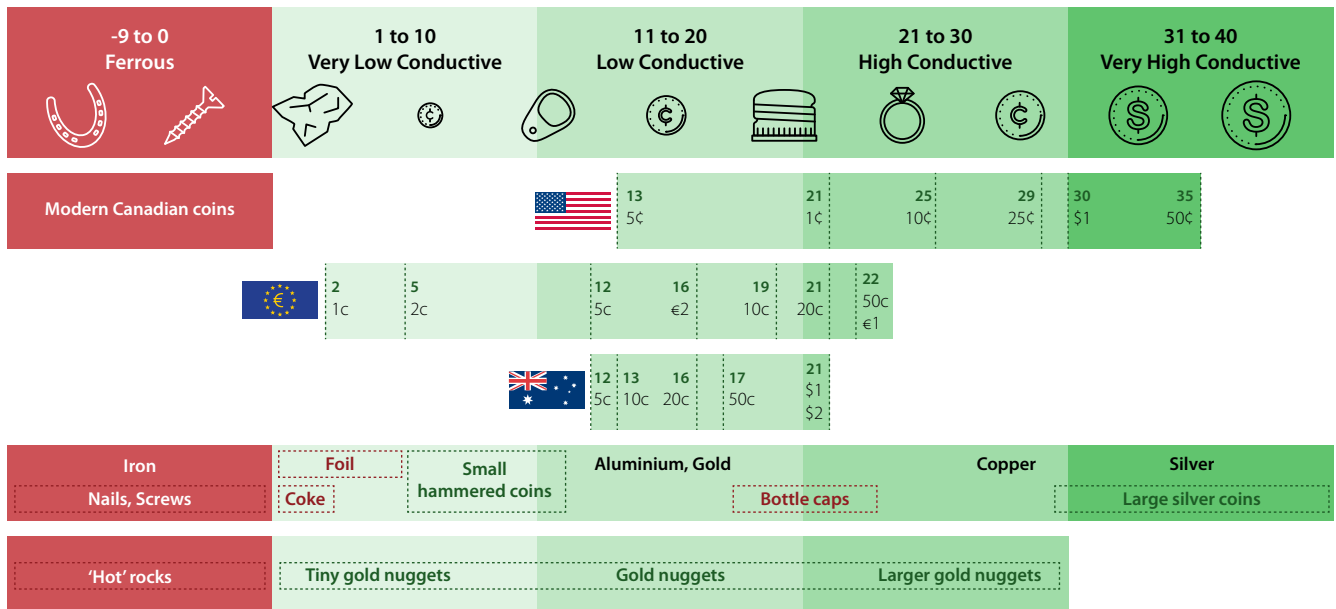 -9 to 0
Ferrous
1 to 10
Very Low Conductive
11 to 20
Low Conductive
21 to 30
High Conductive
31 to 40
Very High Conductive
¢
¢
¢
$
$
Modern Canadian coins
13
5¢
21
1¢
25
10¢
29
25¢
30
$1
35
50¢
€
2
1c
5
2c
12
5c
16
€2
19
10c
21
20c
22
50c
€1
12
5c
13
10c
16
20c
17
50c
21
$1
$2
Iron
Nails, Screws
Foil
Coke
Small
hammered coins
Aluminium, Gold
Bottle caps
Copper
Silver
Large silver coins
‘Hot’ rocks
Tiny gold nuggets
Gold nuggets
Larger gold nuggets